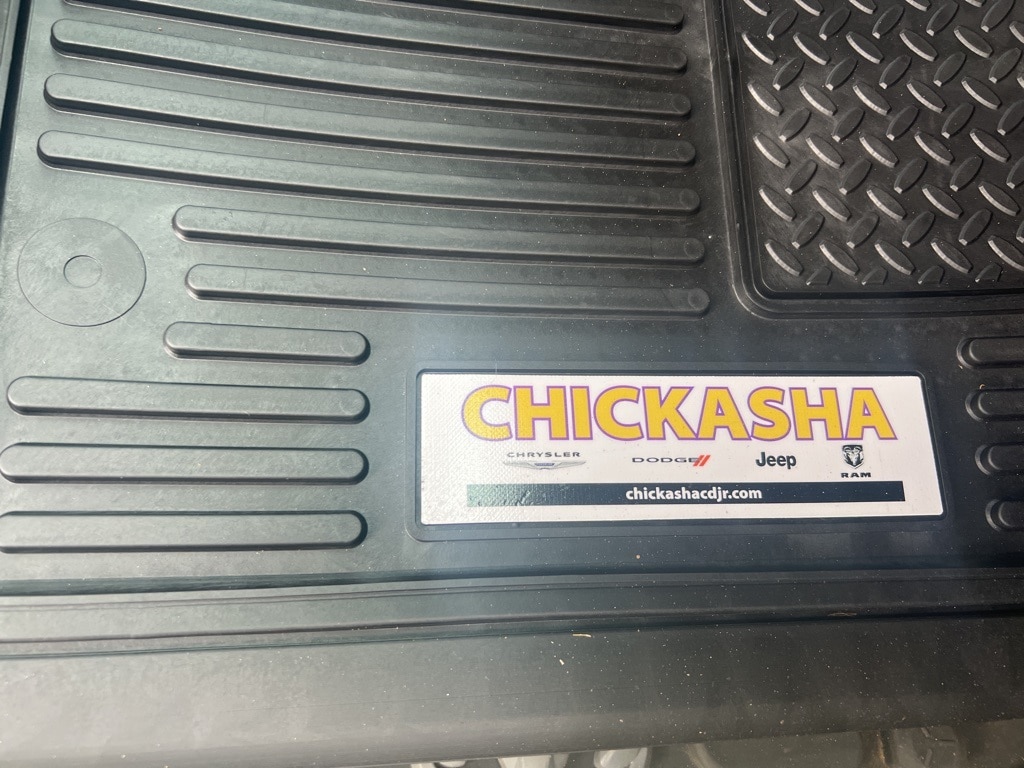 CHICKASHA
CHRYSLER DODGE Jeep RAM
chickashacdjr.com